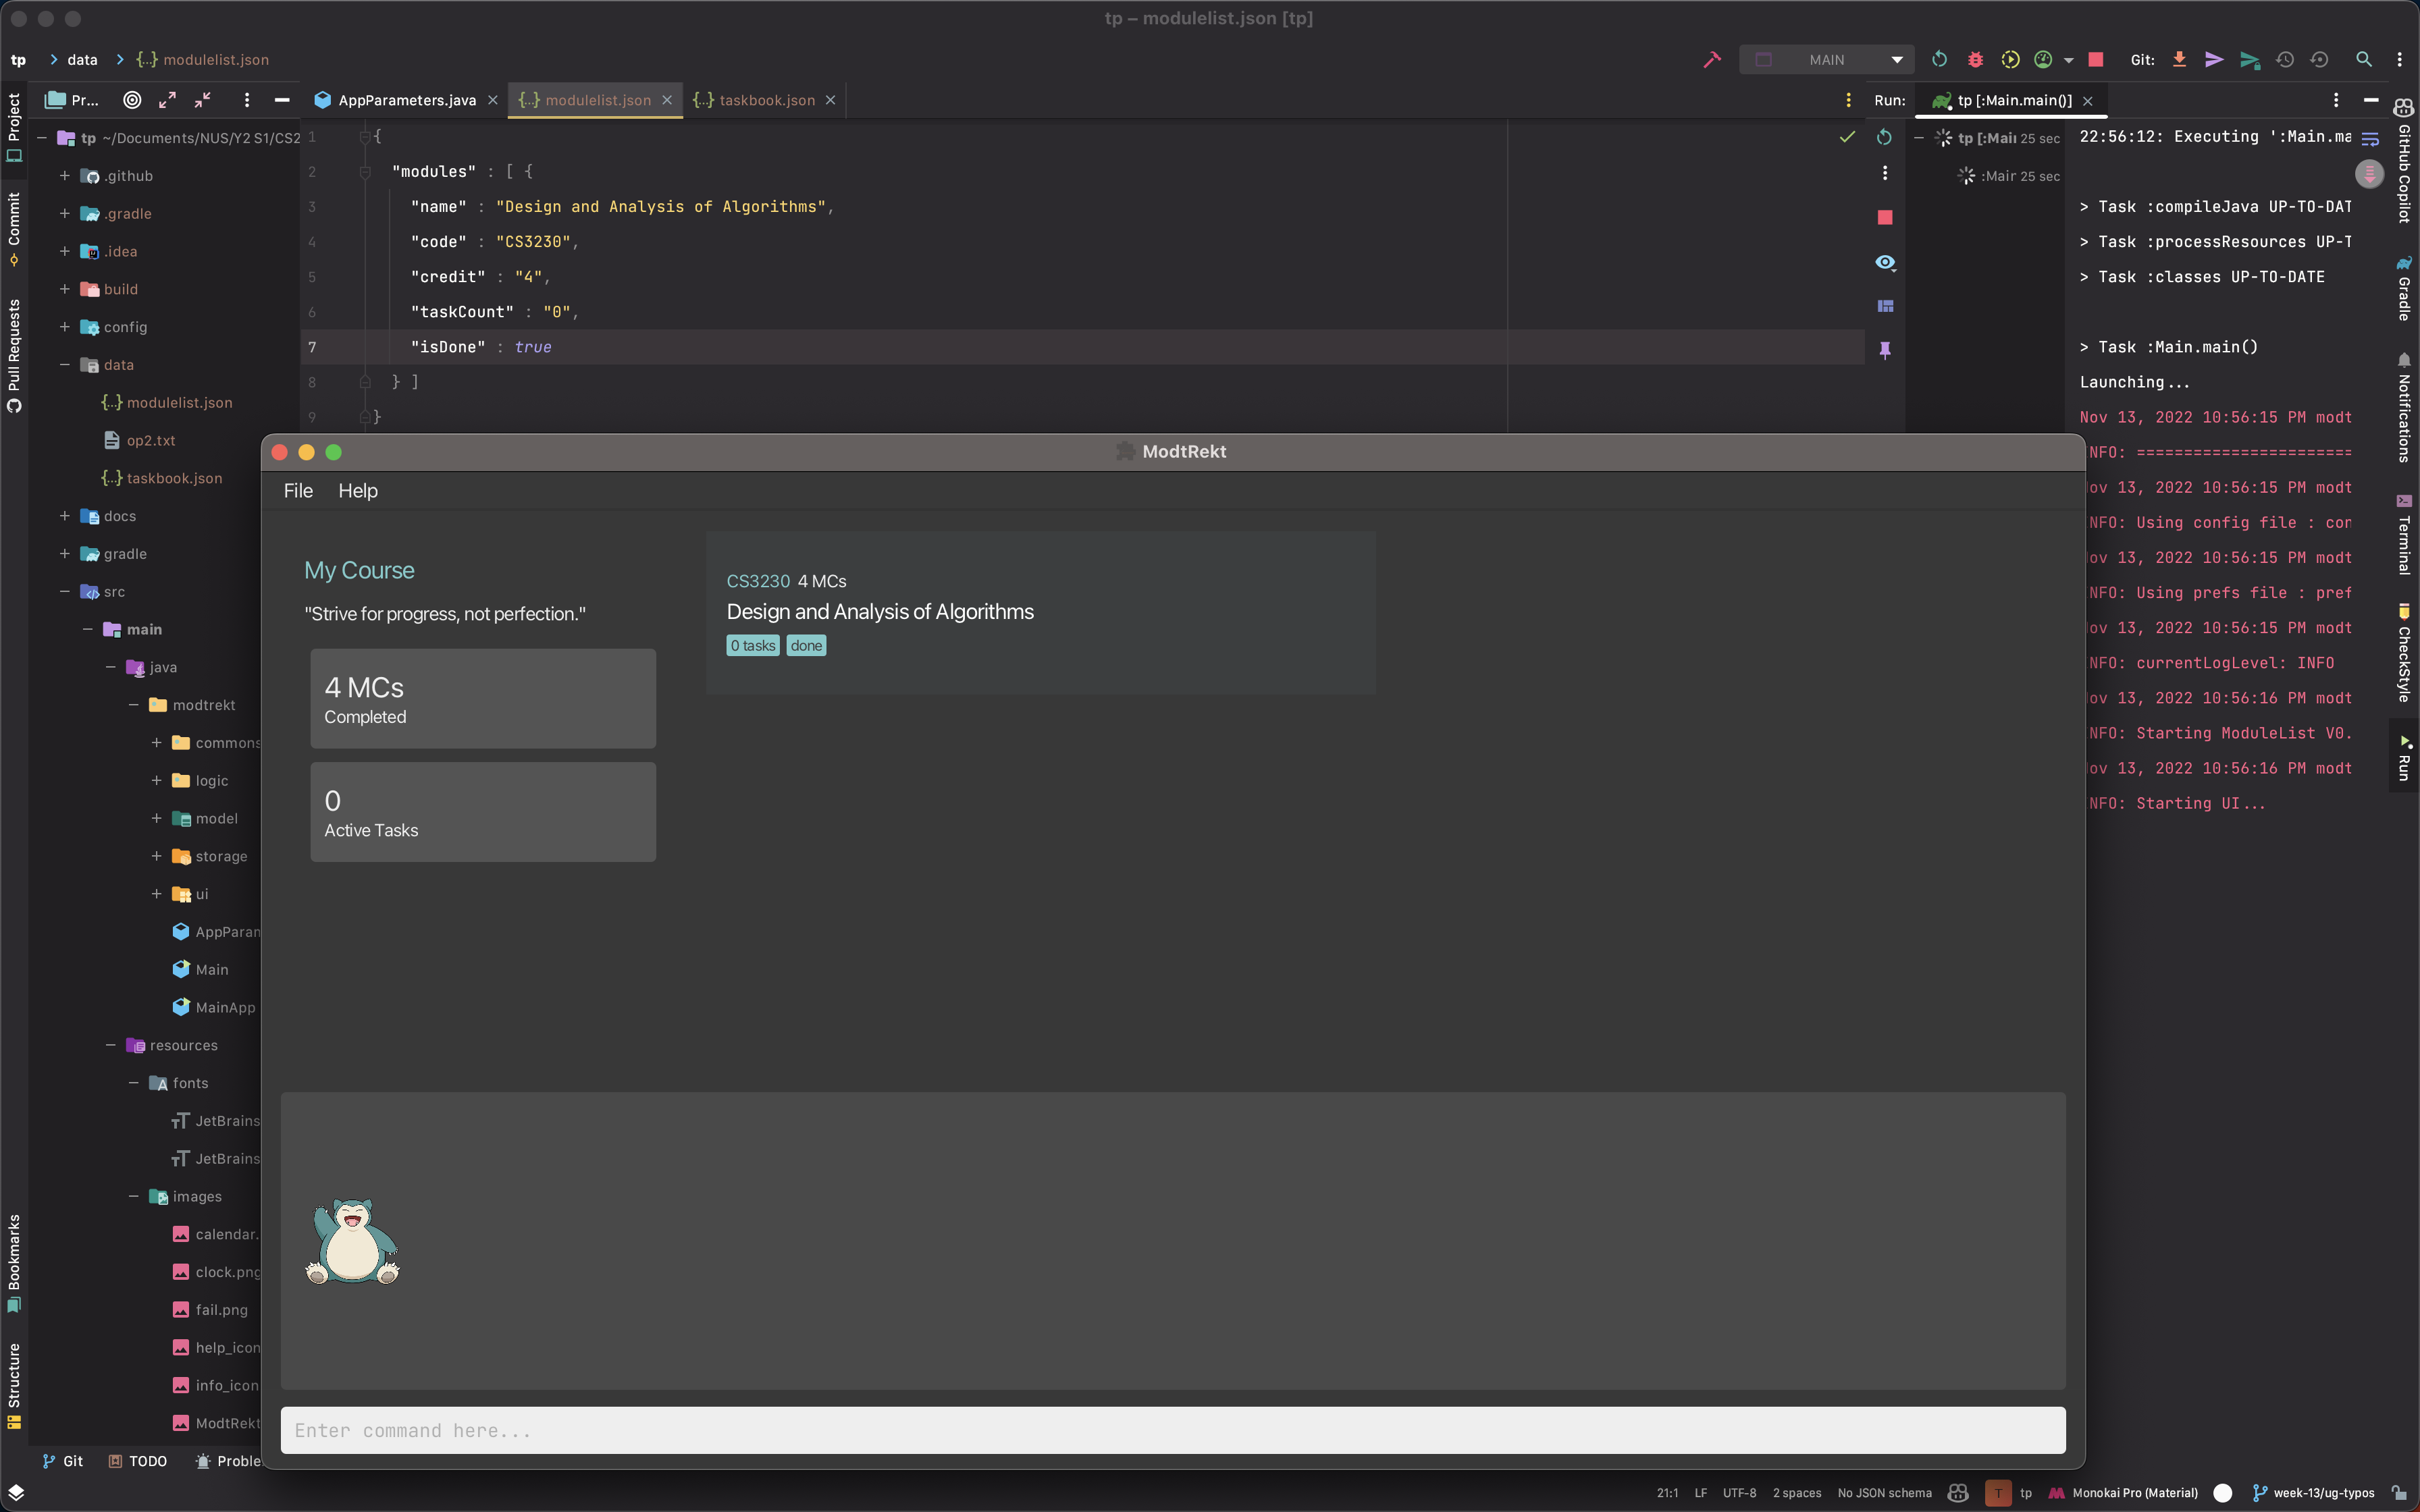 tp – modulelist.json [tp]
tp data modulelist.json
MAIN
Git:
Pr...
AppParameters.java
modulelist.json
taskbook.json
Run:
tp [:Main.main()]
Project
Commit
Pull Requests
Bookmarks
Structure
tp ~/Documents/NUS/Y2 S1/CS2
.github
.gradle
.idea
build
config
data
modulelist.json
op2.txt
taskbook.json
docs
gradle
src
main
java
modtrekt
commons
logic
model
storage
ui
AppParam
Main
MainApp
resources
fonts
JetBrains
JetBrains
images
calendar.
clock.png
fail.png
help_icon
info_icon
ModtRekt
1 {
2 "modules" : [ {
3 "name" : "Design and Analysis of Algorithms",
4 "code" : "CS3230",
5 "credit" : "4",
6 "taskCount" : "0",
7 "isDone" : true
8 } ]
9 }
tp [:Mai 25 sec
:Mair 25 sec
22:56:12: Executing ':Main.ma
> Task :compileJava UP-TO-DAT
> Task :processResources UP-T
> Task :classes UP-TO-DATE
> Task :Main.main()
Launching...
Nov 13, 2022 10:56:15 PM modt
NFO: =======================
ov 13, 2022 10:56:15 PM modt
NFO: Using config file : con
ov 13, 2022 10:56:15 PM modt
NFO: Using prefs file : pref
ov 13, 2022 10:56:15 PM modt
NFO: currentLogLevel: INFO
ov 13, 2022 10:56:16 PM modt
NFO: Starting ModuleList V0.
ov 13, 2022 10:56:16 PM modt
NFO: Starting UI...
GitHub Copilot
Gradle
Notifications
Terminal
CheckStyle
Run
ModtRekt
File Help
My Course
"Strive for progress, not perfection."
4 MCs
Completed
0
Active Tasks
CS3230 4 MCs
Design and Analysis of Algorithms
0 tasks done
Enter command here...
Git TODO Proble
21:1 LF UTF-8 2 spaces No JSON schema T tp Monokai Pro (Material) week-13/ug-typos